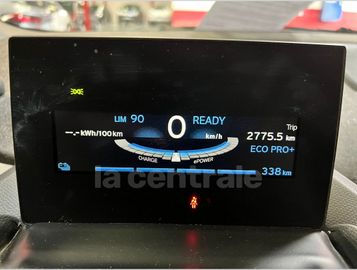 LIM 90 READY
Trip
0
-.- kWh/100km
km/h
2775.5 km
CHARGE
ePOWER
ECO PRO+
338 km
la centrale